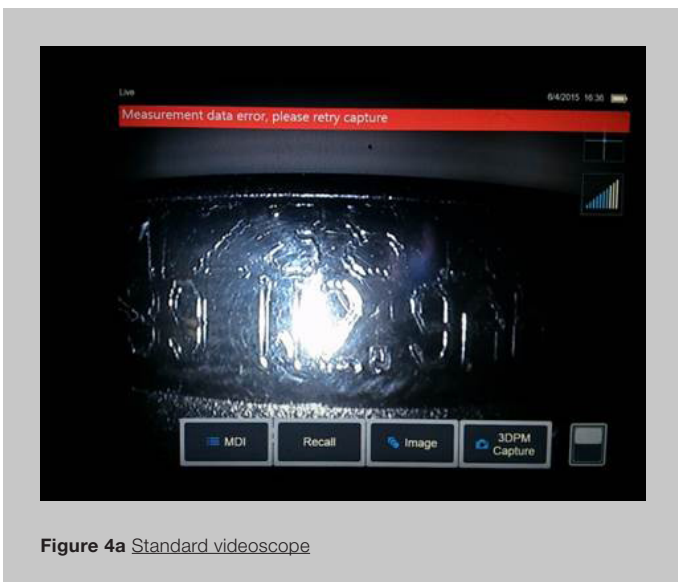 Live
6/4/2015 16:36
Measurement data error, please retry capture
MDI
Recall
Image
3DPM
Capture
Figure 4a Standard videoscope